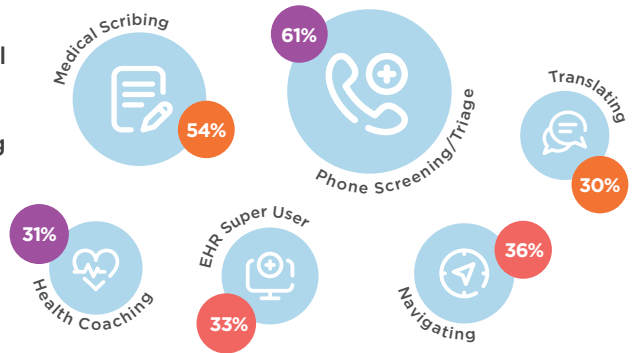 Medical Scribing
54%
61%
Phone Screening/Triage
Translating
30%
31%
Health Coaching
EHR Super User
33%
36%
Navigating